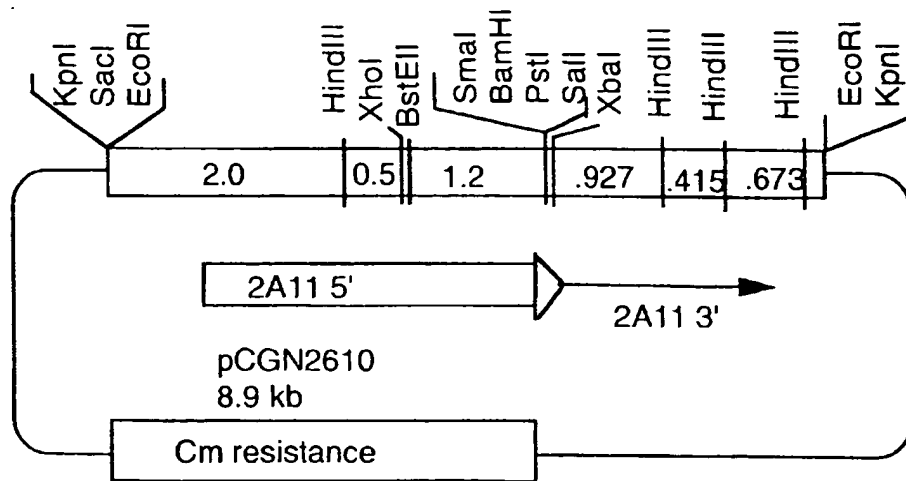 KpnI
SacI
EcoRI
HindIII
XhoI
BstEII
SmaI
BamHI
PstI
SalI
XbaI
HindIII
HindIII
HindIII
EcoRI
KpnI
2.0
0.5
1.2
.927
.415
.673
2A11 5'
2A11 3'
pCGN2610
8.9 kb
Cm resistance